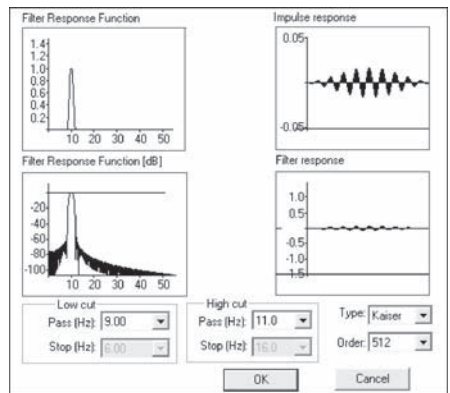 Filter Response Function
1.4
1.2
1.0
0.8
0.6
0.4
0.2
10 20 30 40 50
Impulse response
0.05
-0.05
Filter Response Function [dB]
-20
-40
-60
-80
-100
10 20 30 40 50
Filter response
1.0
0.5
-0.5
-1.0
-1.5
Low cut
Pass (Hz): 9.00
Stop (Hz): 6.00
High cut
Pass (Hz): 11.0
Stop (Hz): 16.0
Type: Kaiser
Order: 512
OK
Cancel